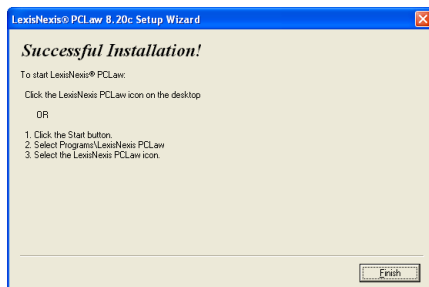 LexisNexis® PCLaw 8.20c Setup Wizard
Successful Installation!
To start LexisNexis® PCLaw:
Click the LexisNexis PCLaw icon on the desktop
OR
1. Click the Start button.
2. Select Programs\LexisNexis PCLaw
3. Select the LexisNexis PCLaw icon.
Finish